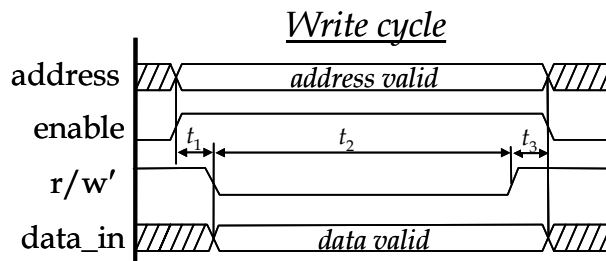 Write cycle
address address valid
enable
t₁ t₂ t₃
r/w′
data_in data valid